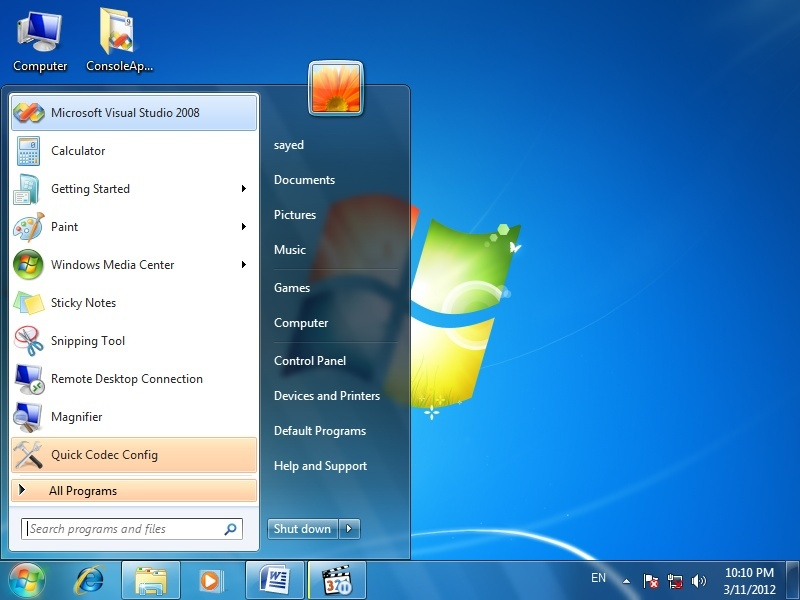 Computer
ConsoleAp...
Microsoft Visual Studio 2008
Calculator
Getting Started
Paint
Windows Media Center
Sticky Notes
Snipping Tool
Remote Desktop Connection
Magnifier
Quick Codec Config
All Programs
Search programs and files
sayed
Documents
Pictures
Music
Games
Computer
Control Panel
Devices and Printers
Default Programs
Help and Support
Shut down
W
321
EN
10:10 PM
3/11/2012